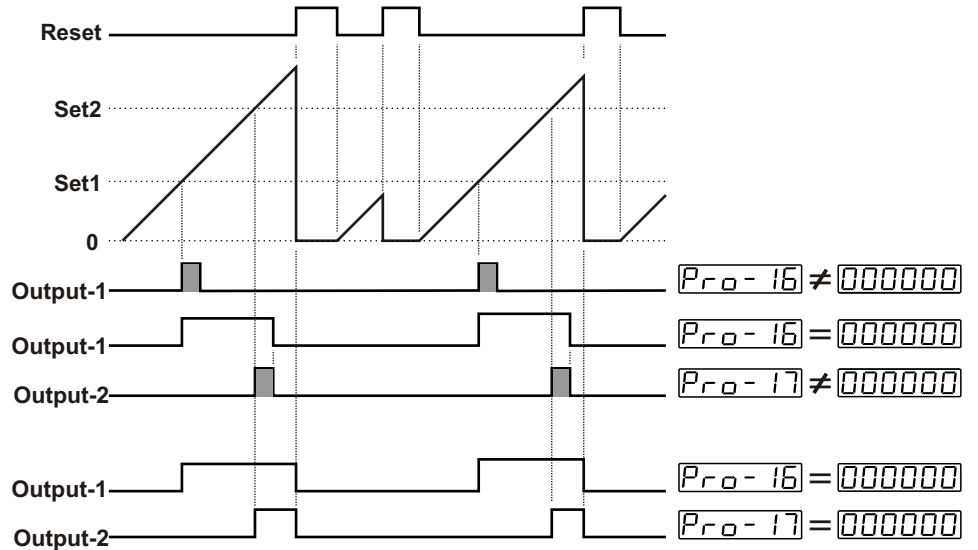 Reset
Set2
Set1
0
Output-1 Pro-16 ≠ 000000
Output-1 Pro-16 = 000000
Output-2 Pro-17 ≠ 000000
Output-1 Pro-16 = 000000
Output-2 Pro-17 = 000000